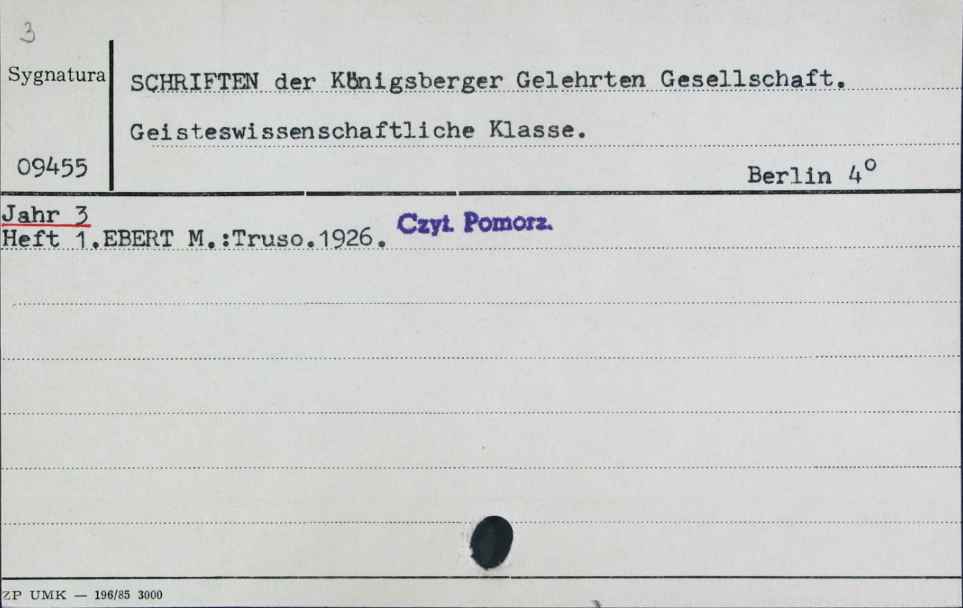 3
Sygnatura
SCHRIFTEN der Königsberger Gelehrten Gesellschaft.
Geisteswissenschaftliche Klasse.
09455
Berlin 4º
Jahr 3
Czyt. Pomorz.
Heft 1.EBERT M.:Truso.1926.
ZP UMK — 196/85 3000